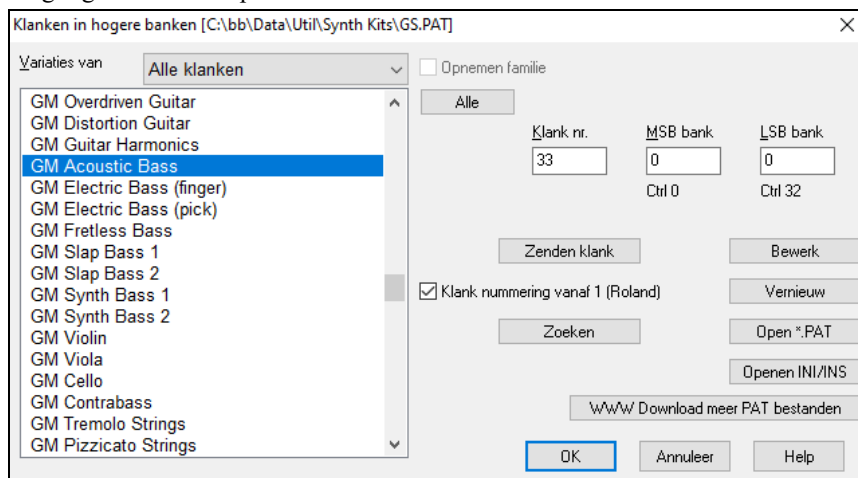 Klanken in hogere banken [C:\bb\Data\Util\Synth Kits\GS.PAT]
Variaties van
Alle klanken
Opnemen familie
GM Overdriven Guitar
GM Distortion Guitar
GM Guitar Harmonics
GM Acoustic Bass
GM Electric Bass (finger)
GM Electric Bass (pick)
GM Fretless Bass
GM Slap Bass 1
GM Slap Bass 2
GM Synth Bass 1
GM Synth Bass 2
GM Violin
GM Viola
GM Cello
GM Contrabass
GM Tremolo Strings
GM Pizzicato Strings
Alle
Klank nr. MSB bank LSB bank
33 0 0
Ctrl 0 Ctrl 32
Zenden klank Bewerk
Klank nummering vanaf 1 (Roland) Vernieuw
Zoeken Open *.PAT
Openen INI/INS
WWW Download meer PAT bestanden
OK Annuleer Help